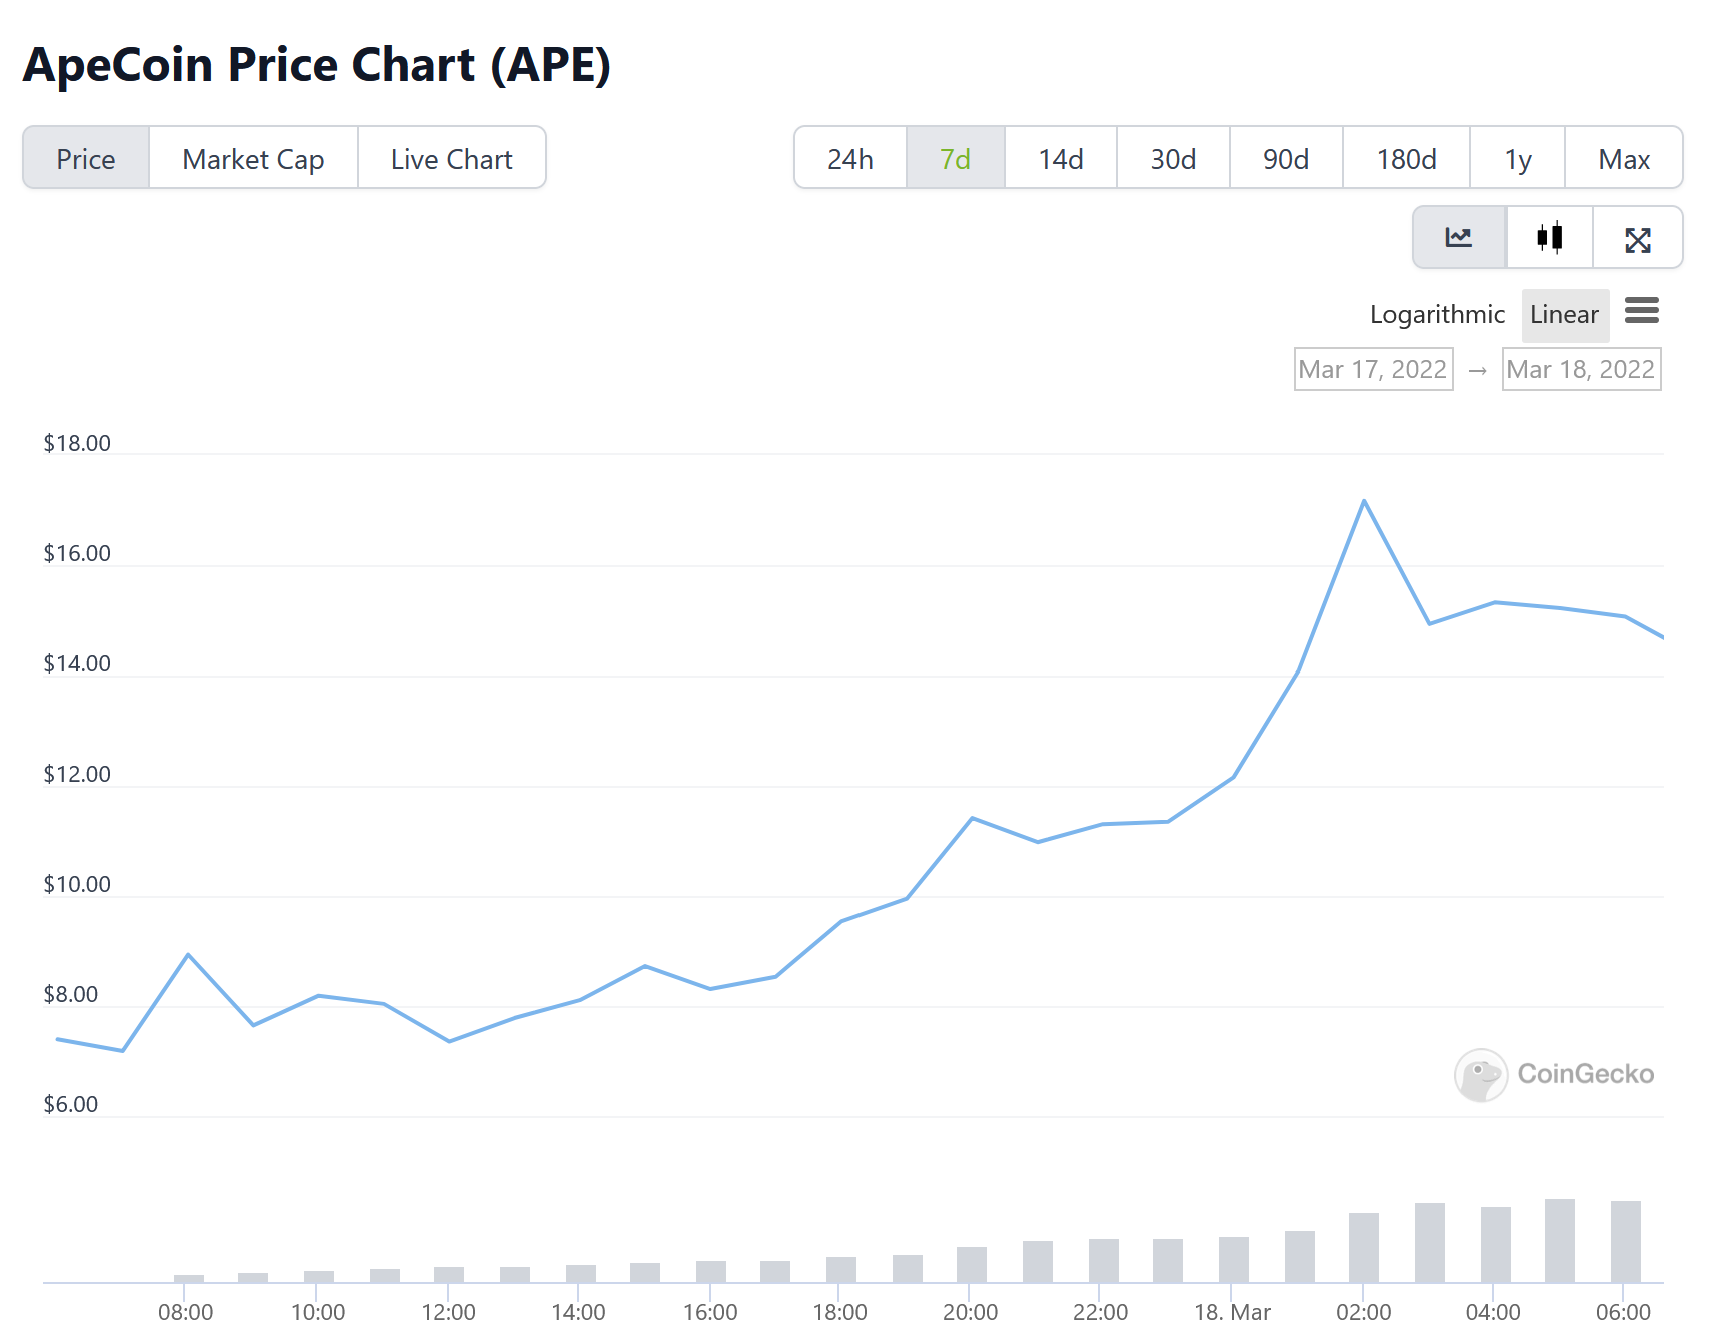 ApeCoin Price Chart (APE)
Price Market Cap Live Chart 24h 7d 14d 30d 90d 180d 1y Max
Logarithmic Linear
Mar 17, 2022 → Mar 18, 2022
$18.00
$16.00
$14.00
$12.00
$10.00
$8.00
$6.00
CoinGecko
08:00 10:00 12:00 14:00 16:00 18:00 20:00 22:00 18. Mar 02:00 04:00 06:00